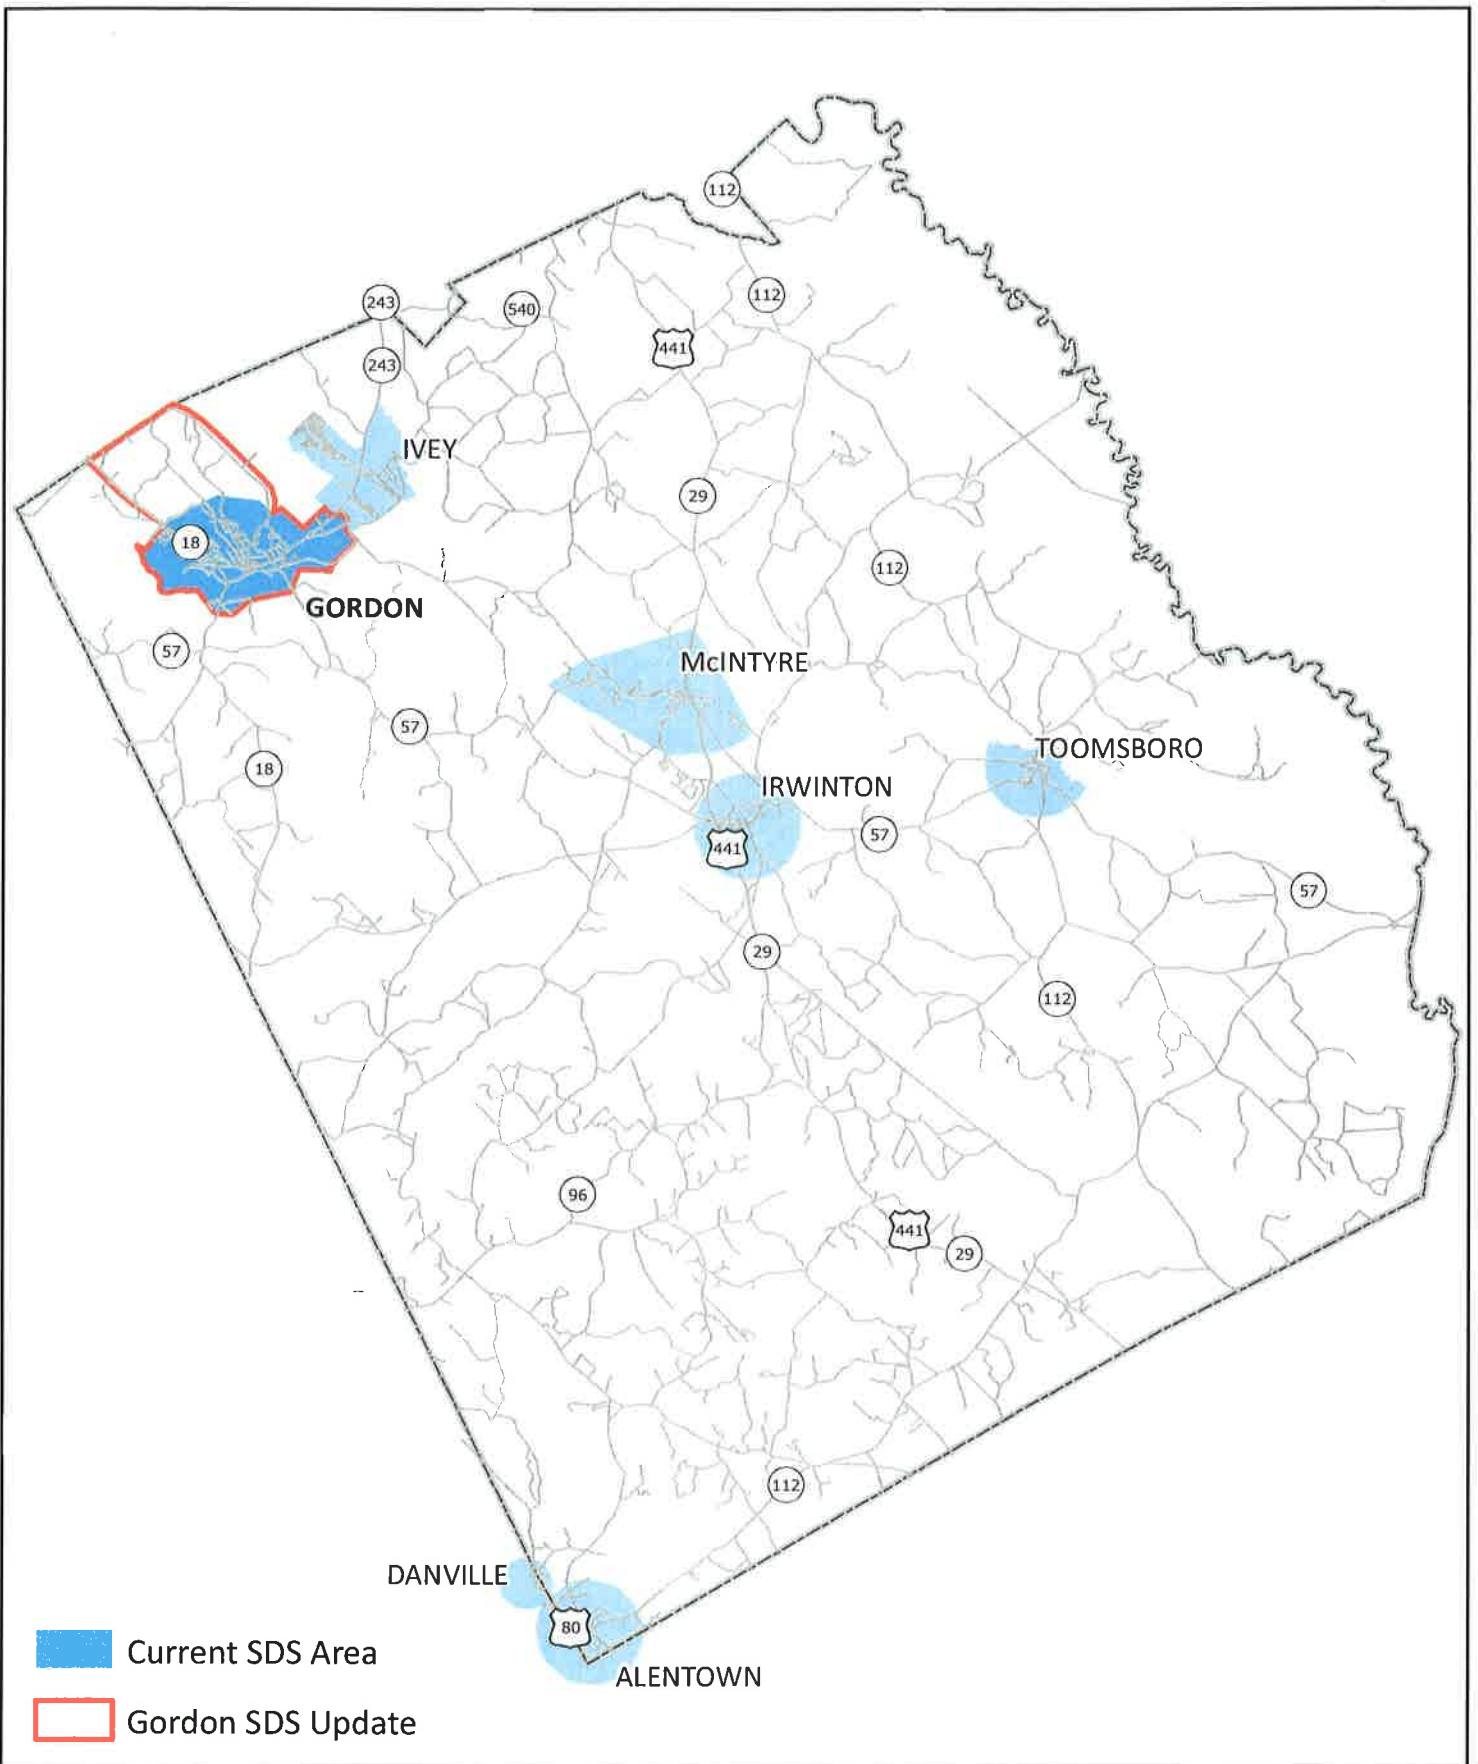 112
243
540
112
441
243
IVEY
29
18
112
GORDON
57
McINTYRE
57
TOOMSBORO
18
IRWINTON
57
441
57
29
112
96
441
29
112
DANVILLE
80
Current SDS Area
ALENTOWN
Gordon SDS Update